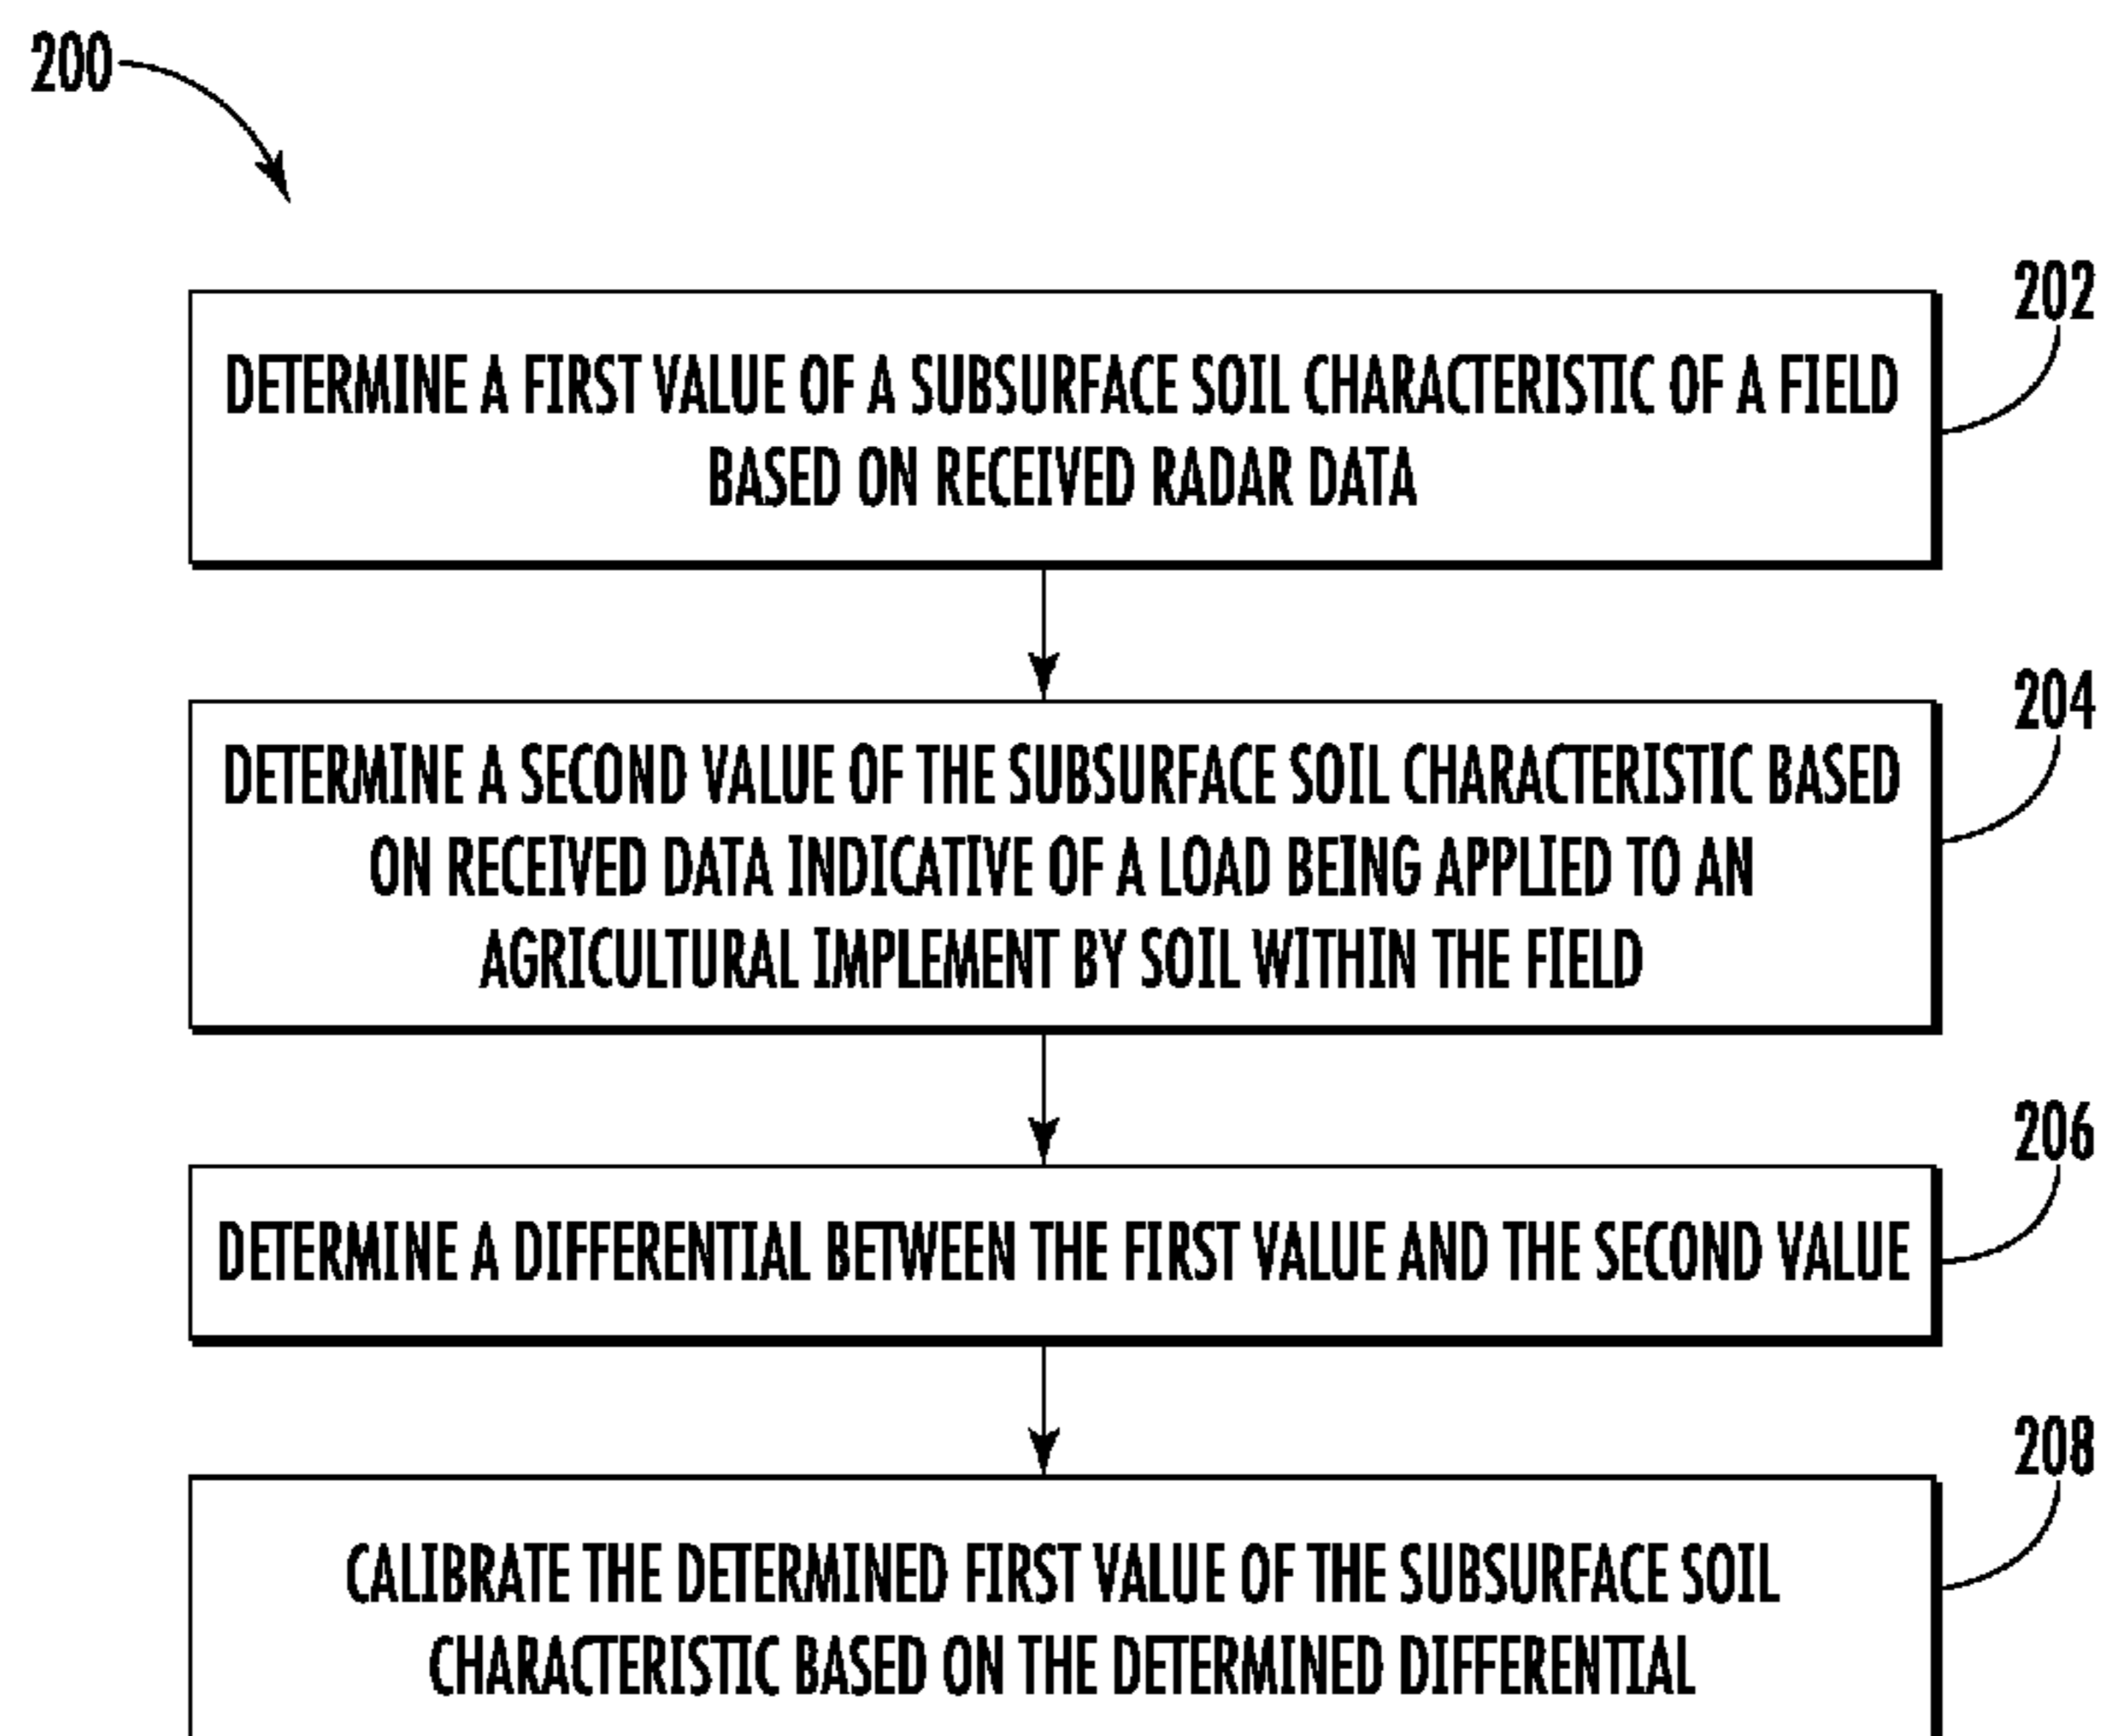 200
202
DETERMINE A FIRST VALUE OF A SUBSURFACE SOIL CHARACTERISTIC OF A FIELD
BASED ON RECEIVED RADAR DATA
204
DETERMINE A SECOND VALUE OF THE SUBSURFACE SOIL CHARACTERISTIC BASED
ON RECEIVED DATA INDICATIVE OF A LOAD BEING APPLIED TO AN
AGRICULTURAL IMPLEMENT BY SOIL WITHIN THE FIELD
206
DETERMINE A DIFFERENTIAL BETWEEN THE FIRST VALUE AND THE SECOND VALUE
208
CALIBRATE THE DETERMINED FIRST VALUE OF THE SUBSURFACE SOIL
CHARACTERISTIC BASED ON THE DETERMINED DIFFERENTIAL